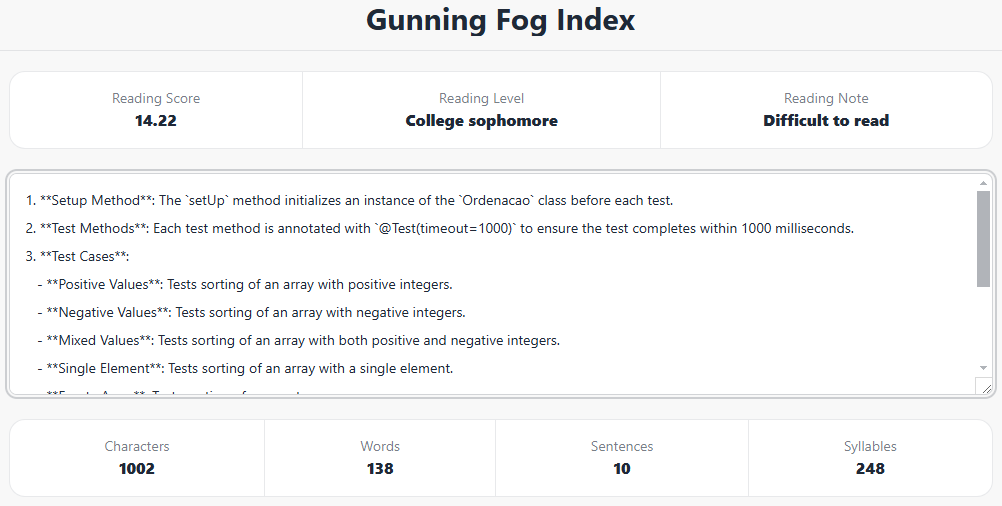 Gunning Fog Index
Reading Score
14.22
Reading Level
College sophomore
Reading Note
Difficult to read
1. **Setup Method**: The `setUp` method initializes an instance of the `Ordenacao` class before each test.
2. **Test Methods**: Each test method is annotated with `@Test(timeout=1000)` to ensure the test completes within 1000 milliseconds.
3. **Test Cases**:
- **Positive Values**: Tests sorting of an array with positive integers.
- **Negative Values**: Tests sorting of an array with negative integers.
- **Mixed Values**: Tests sorting of an array with both positive and negative integers.
- **Single Element**: Tests sorting of an array with a single element.
Characters
1002
Words
138
Sentences
10
Syllables
248